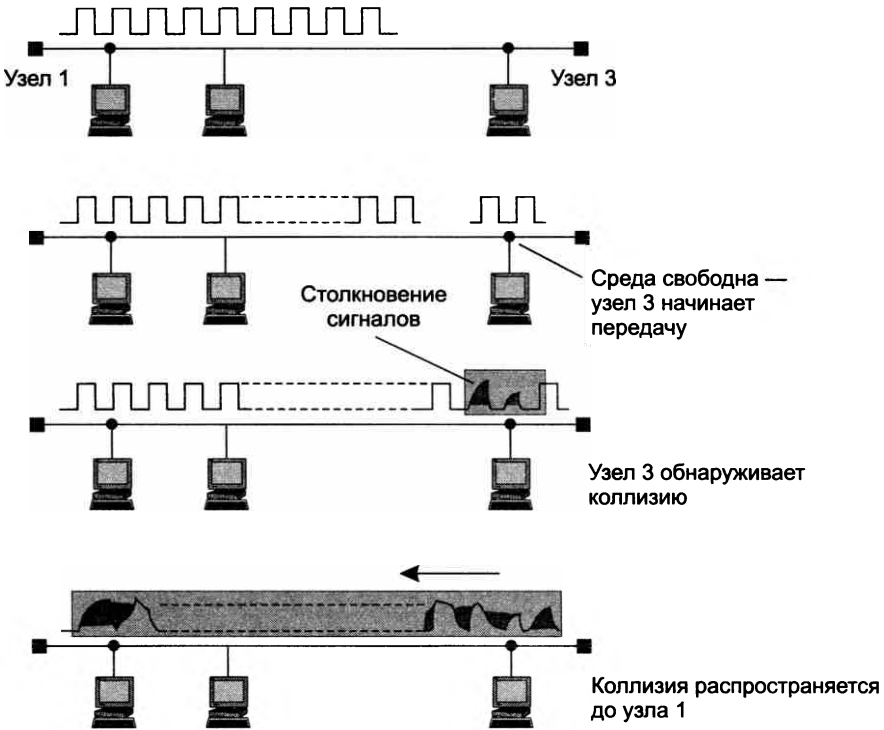 Узел 1
Узел 3
Среда свободна —
узел 3 начинает
передачу
Столкновение
сигналов
Узел 3 обнаруживает
коллизию
Коллизия распространяется
до узла 1